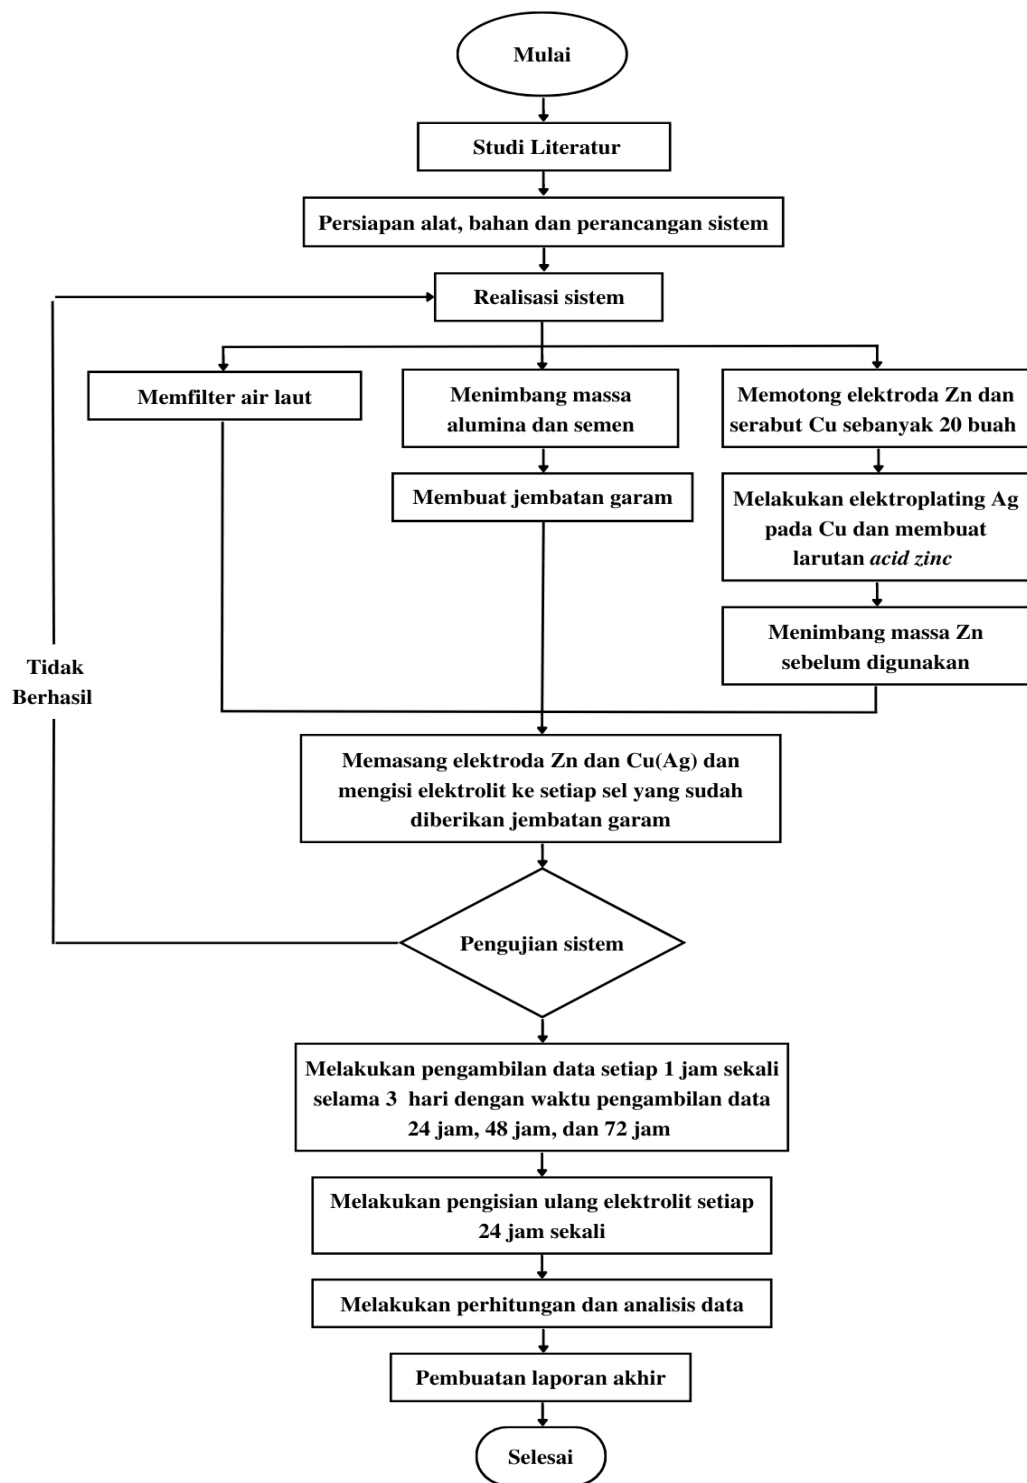 Mulai
Studi Literatur
Persiapan alat, bahan dan perancangan sistem
Realisasi sistem
Memfilter air laut
Menimbang massa
alumina dan semen
Membuat jembatan garam
Memotong elektroda Zn dan
serabut Cu sebanyak 20 buah
Melakukan elektroplating Ag
pada Cu dan membuat
larutan acid zinc
Menimbang massa Zn
sebelum digunakan
Tidak
Berhasil
Memasang elektroda Zn dan Cu(Ag) dan
mengisi elektrolit ke setiap sel yang sudah
diberikan jembatan garam
Pengujian sistem
Melakukan pengambilan data setiap 1 jam sekali
selama 3 hari dengan waktu pengambilan data
24 jam, 48 jam, dan 72 jam
Melakukan pengisian ulang elektrolit setiap
24 jam sekali
Melakukan perhitungan dan analisis data
Pembuatan laporan akhir
Selesai